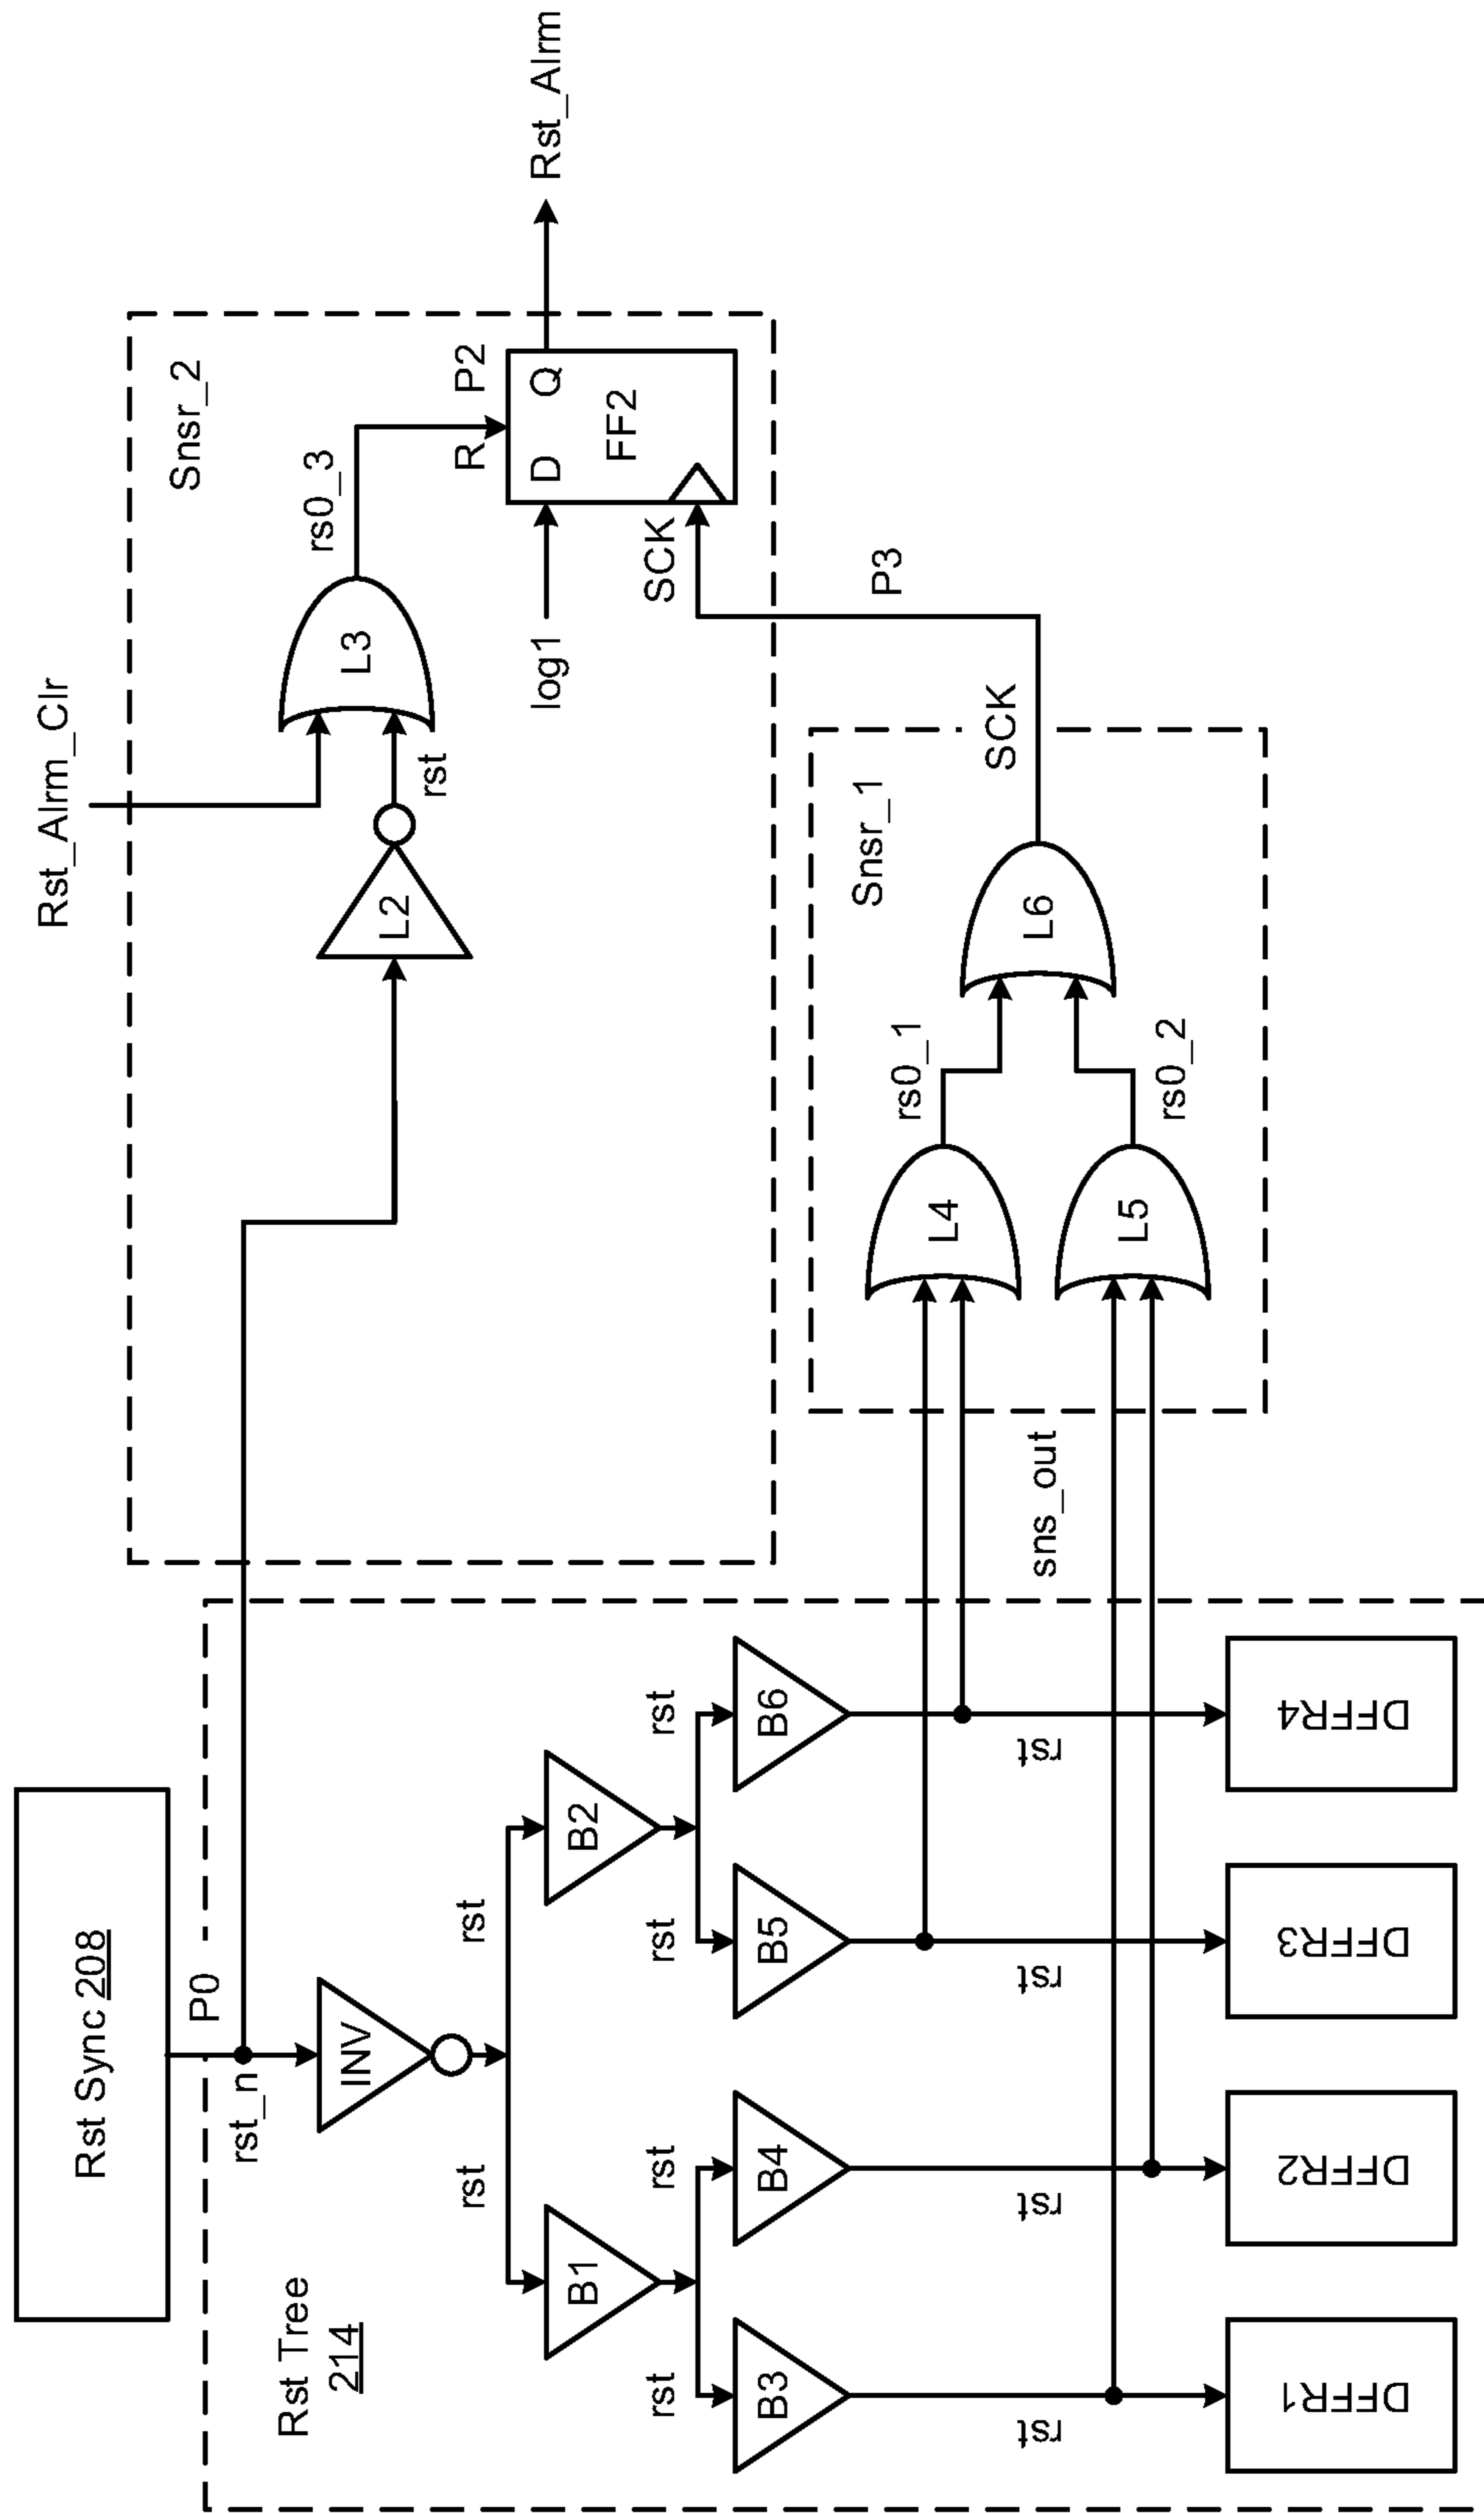 Rst Sync 208
P0
rst_n
Rst Tree
214
INV
rst
rst
B1
B2
rst
rst
rst
rst
B3
B4
B5
B6
rst
rst
rst
rst
DFFR1
DFFR2
DFFR3
DFFR4
sns_out
Rst_Alrm_Clr
Snsr_2
L2
rst
L3
rs0_3
R
P2
D
Q
FF2
log1
SCK
Rst_Alrm
P3
Snsr_1
L4
L5
rs0_1
rs0_2
L6
SCK